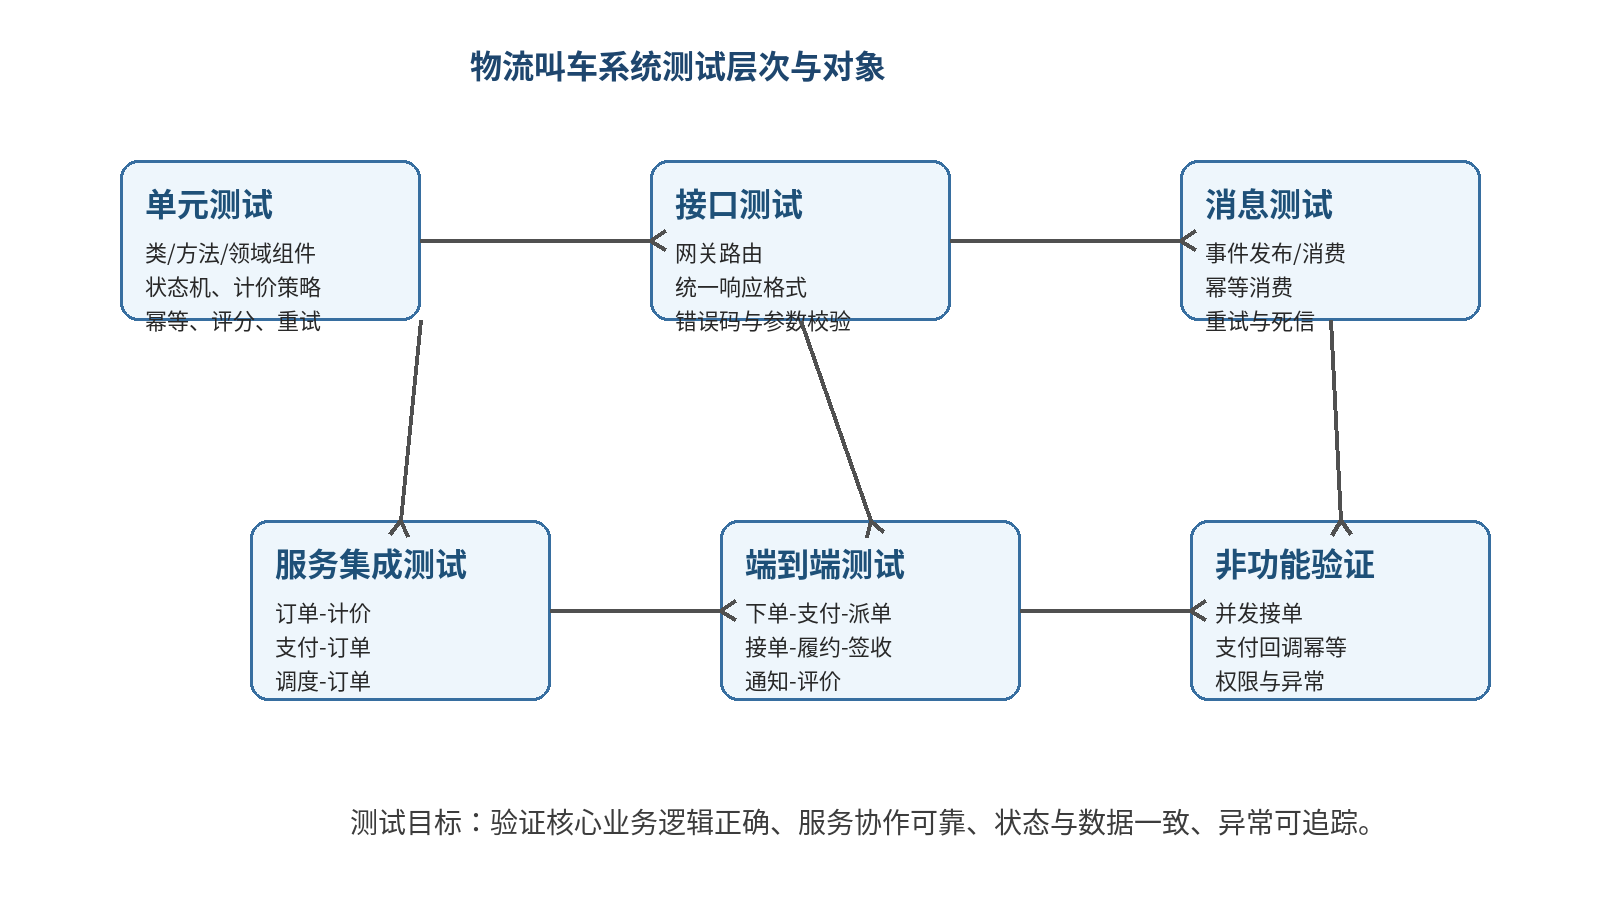 物流叫车系统测试层次与对象
单元测试
类/方法/领域组件
状态机、计价策略
幂等、评分、重试
接口测试
网关路由
统一响应格式
错误码与参数校验
消息测试
事件发布/消费
幂等消费
重试与死信
服务集成测试
订单-计价
支付-订单
调度-订单
端到端测试
下单-支付-派单
接单-履约-签收
通知-评价
非功能验证
并发接单
支付回调幂等
权限与异常
测试目标：验证核心业务逻辑正确、服务协作可靠、状态与数据一致、异常可追踪。